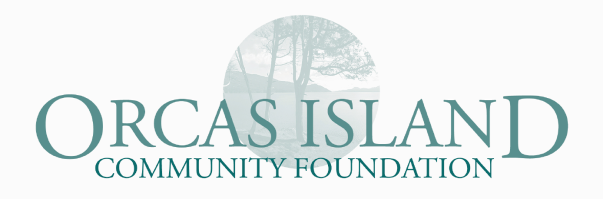 ORCAS ISLAND
COMMUNITY FOUNDATION